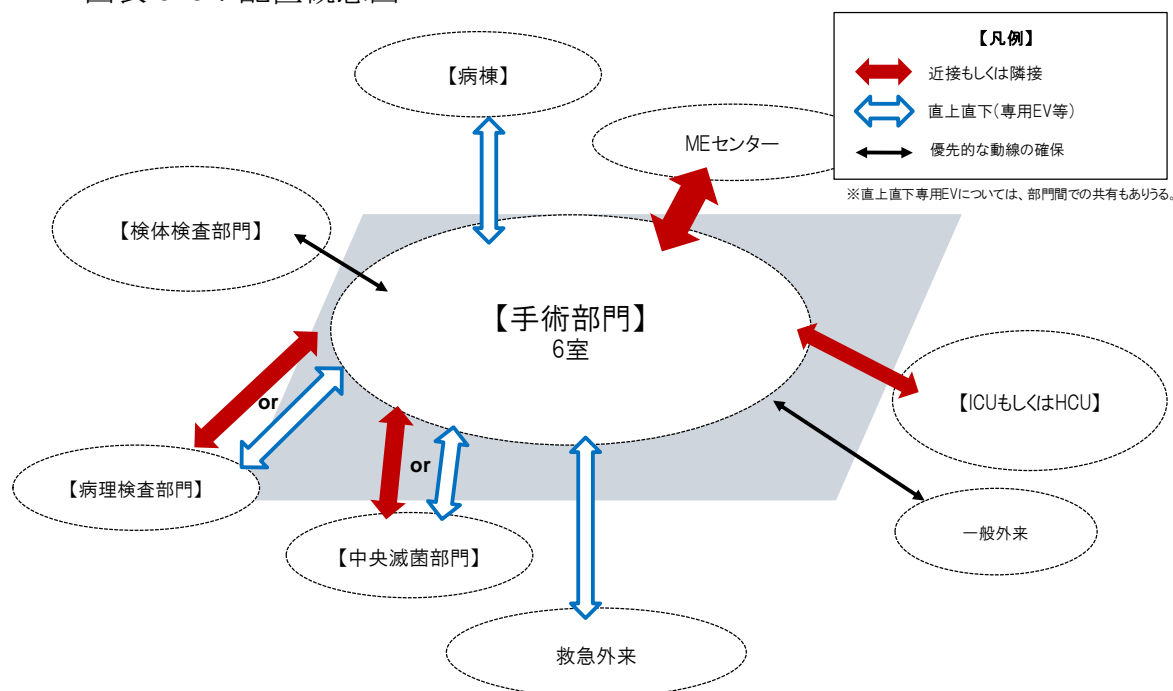 【凡例】
近接もしくは隣接
直上直下(専用EV等)
優先的な動線の確保
※直上直下専用EVについては、部門間での共有もありうる。
【病棟】
MEセンター
【検体検査部門】
【手術部門】
6室
or
【ICUもしくはHCU】
or
【病理検査部門】
【中央滅菌部門】
一般外来
救急外来